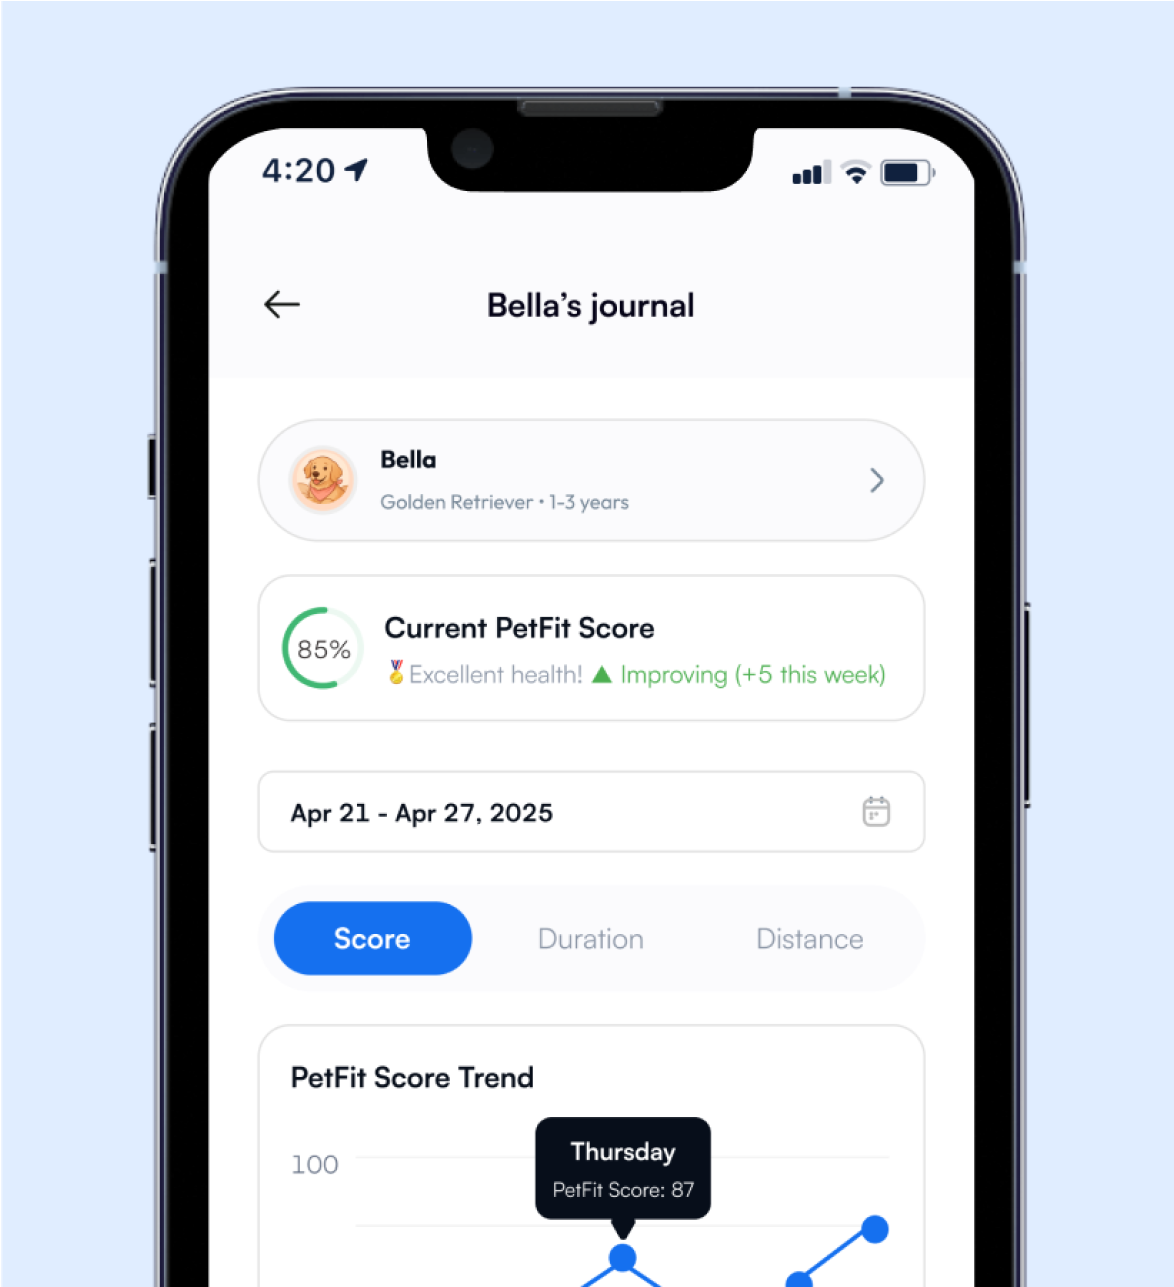 4:20
Bella’s journal
Bella
Golden Retriever • 1-3 years
85%
Current PetFit Score
Excellent health! ▲ Improving (+5 this week)
Apr 21 - Apr 27, 2025
Score Duration Distance
PetFit Score Trend
Thursday
100
PetFit Score: 87